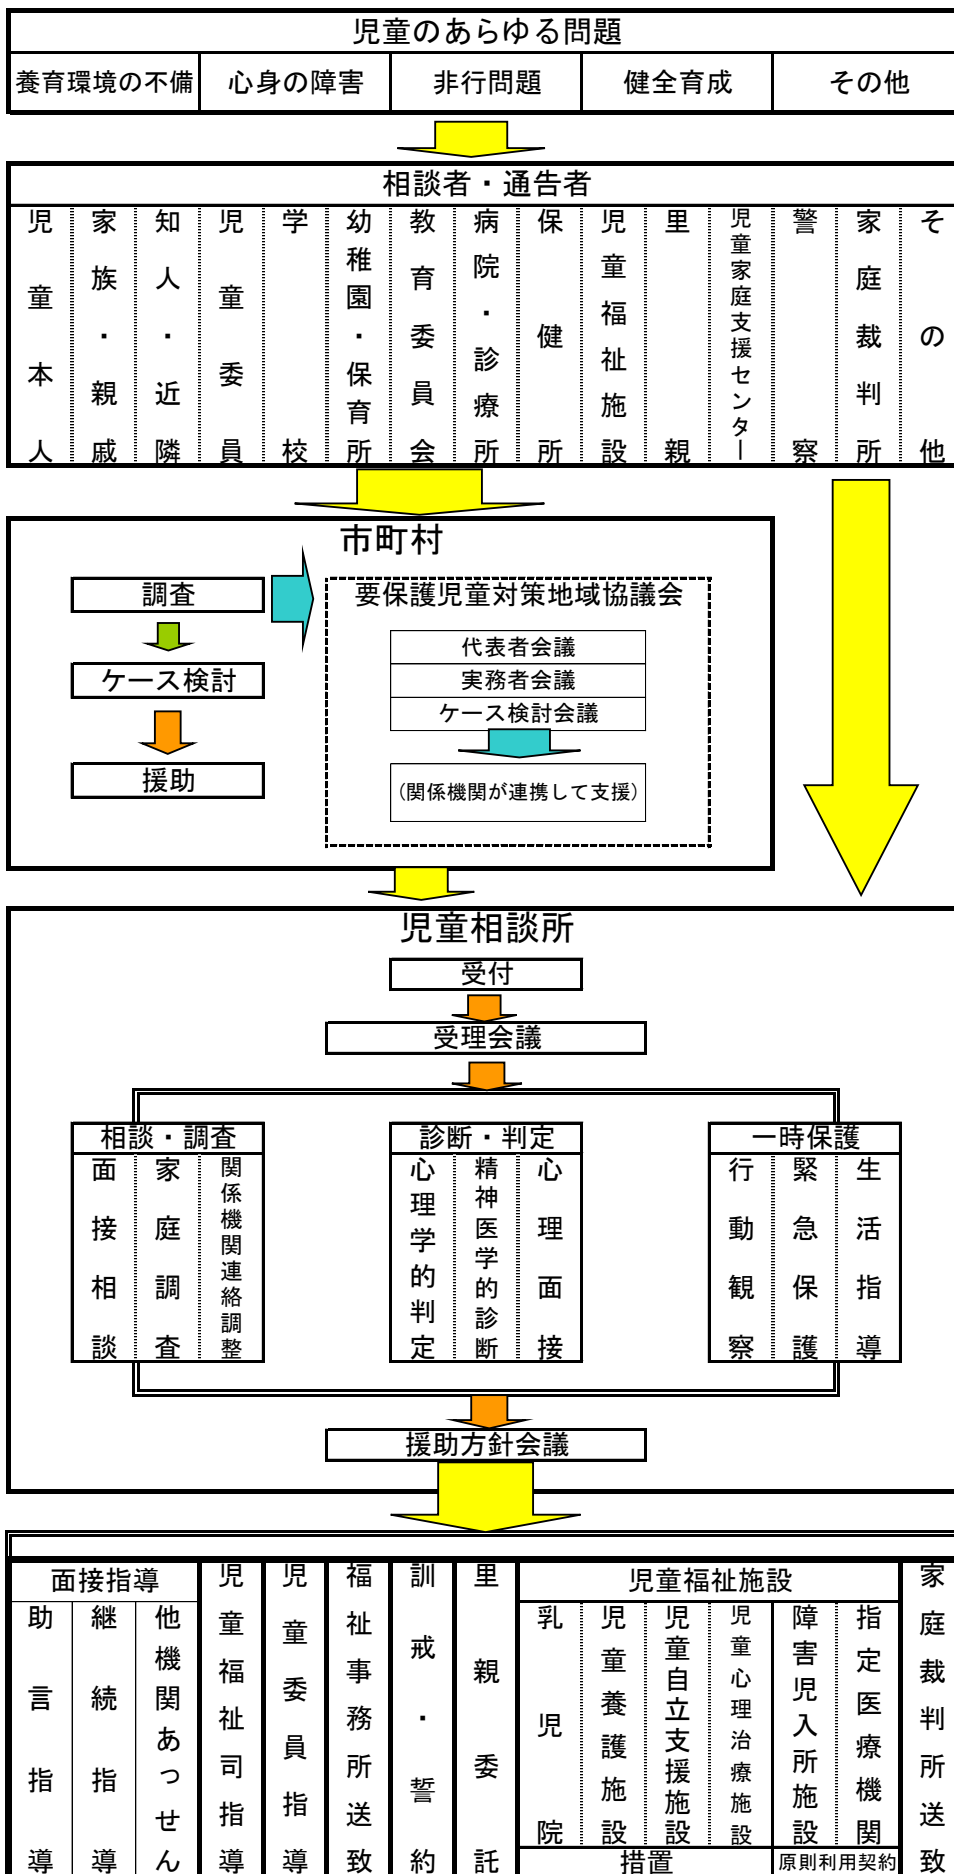 児童のあらゆる問題
養育環境の不備
心身の障害
非行問題
健全育成
その他
相談者・通告者
児童本人
家族・親戚
知人・近隣
児童委員
学校
幼稚園・保育所
教育委員会
病院・診療所
保健所
児童福祉施設
里親
児童家庭支援センター
警察
家庭裁判所
その他
市町村
調査
ケース検討
援助
要保護児童対策地域協議会
代表者会議
実務者会議
ケース検討会議
(関係機関が連携して支援)
児童相談所
受付
受理会議
相談・調査
面接相談
家庭調査
関係機関連絡調整
診断・判定
心理学的判定
精神医学的診断
心理面接
一時保護
行動観察
緊急保護
生活指導
援助方針会議
面接指導
助言指導
継続指導
他機関あっせん
児童福祉司指導
児童委員指導
福祉事務所送致
訓戒・誓約
里親委託
児童福祉施設
乳児院
児童養護施設
児童自立支援施設
児童心理治療施設
障害児入所施設
指定医療機関
措置
原則利用契約
家庭裁判所送致